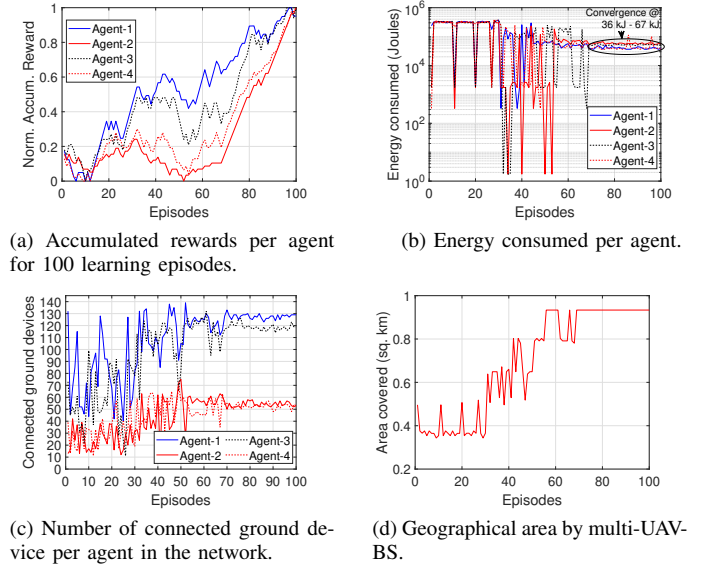 Norm. Accum. Reward
1
0.8
0.6
0.4
0.2
0
Agent-1
Agent-2
Agent-3
Agent-4
0 20 40 60 80 100
Episodes
(a) Accumulated rewards per agent
for 100 learning episodes.
Energy consumed (Joules)
10^6
10^4
10^2
10^0
Convergence @
36 kJ - 67 kJ
Agent-1
Agent-2
Agent-3
Agent-4
0 20 40 60 80 100
Episodes
(b) Energy consumed per agent.
Connected ground devices
140
130
120
110
100
90
80
70
60
50
40
30
20
10
0
Agent-1 Agent-3
Agent-2 Agent-4
0 10 20 30 40 50 60 70 80 90 100
Episodes
(c) Number of connected ground de-
vice per agent in the network.
Area covered (sq. km)
1
0.8
0.6
0.4
0.2
0 20 40 60 80 100
Episodes
(d) Geographical area by multi-UAV-
BS.